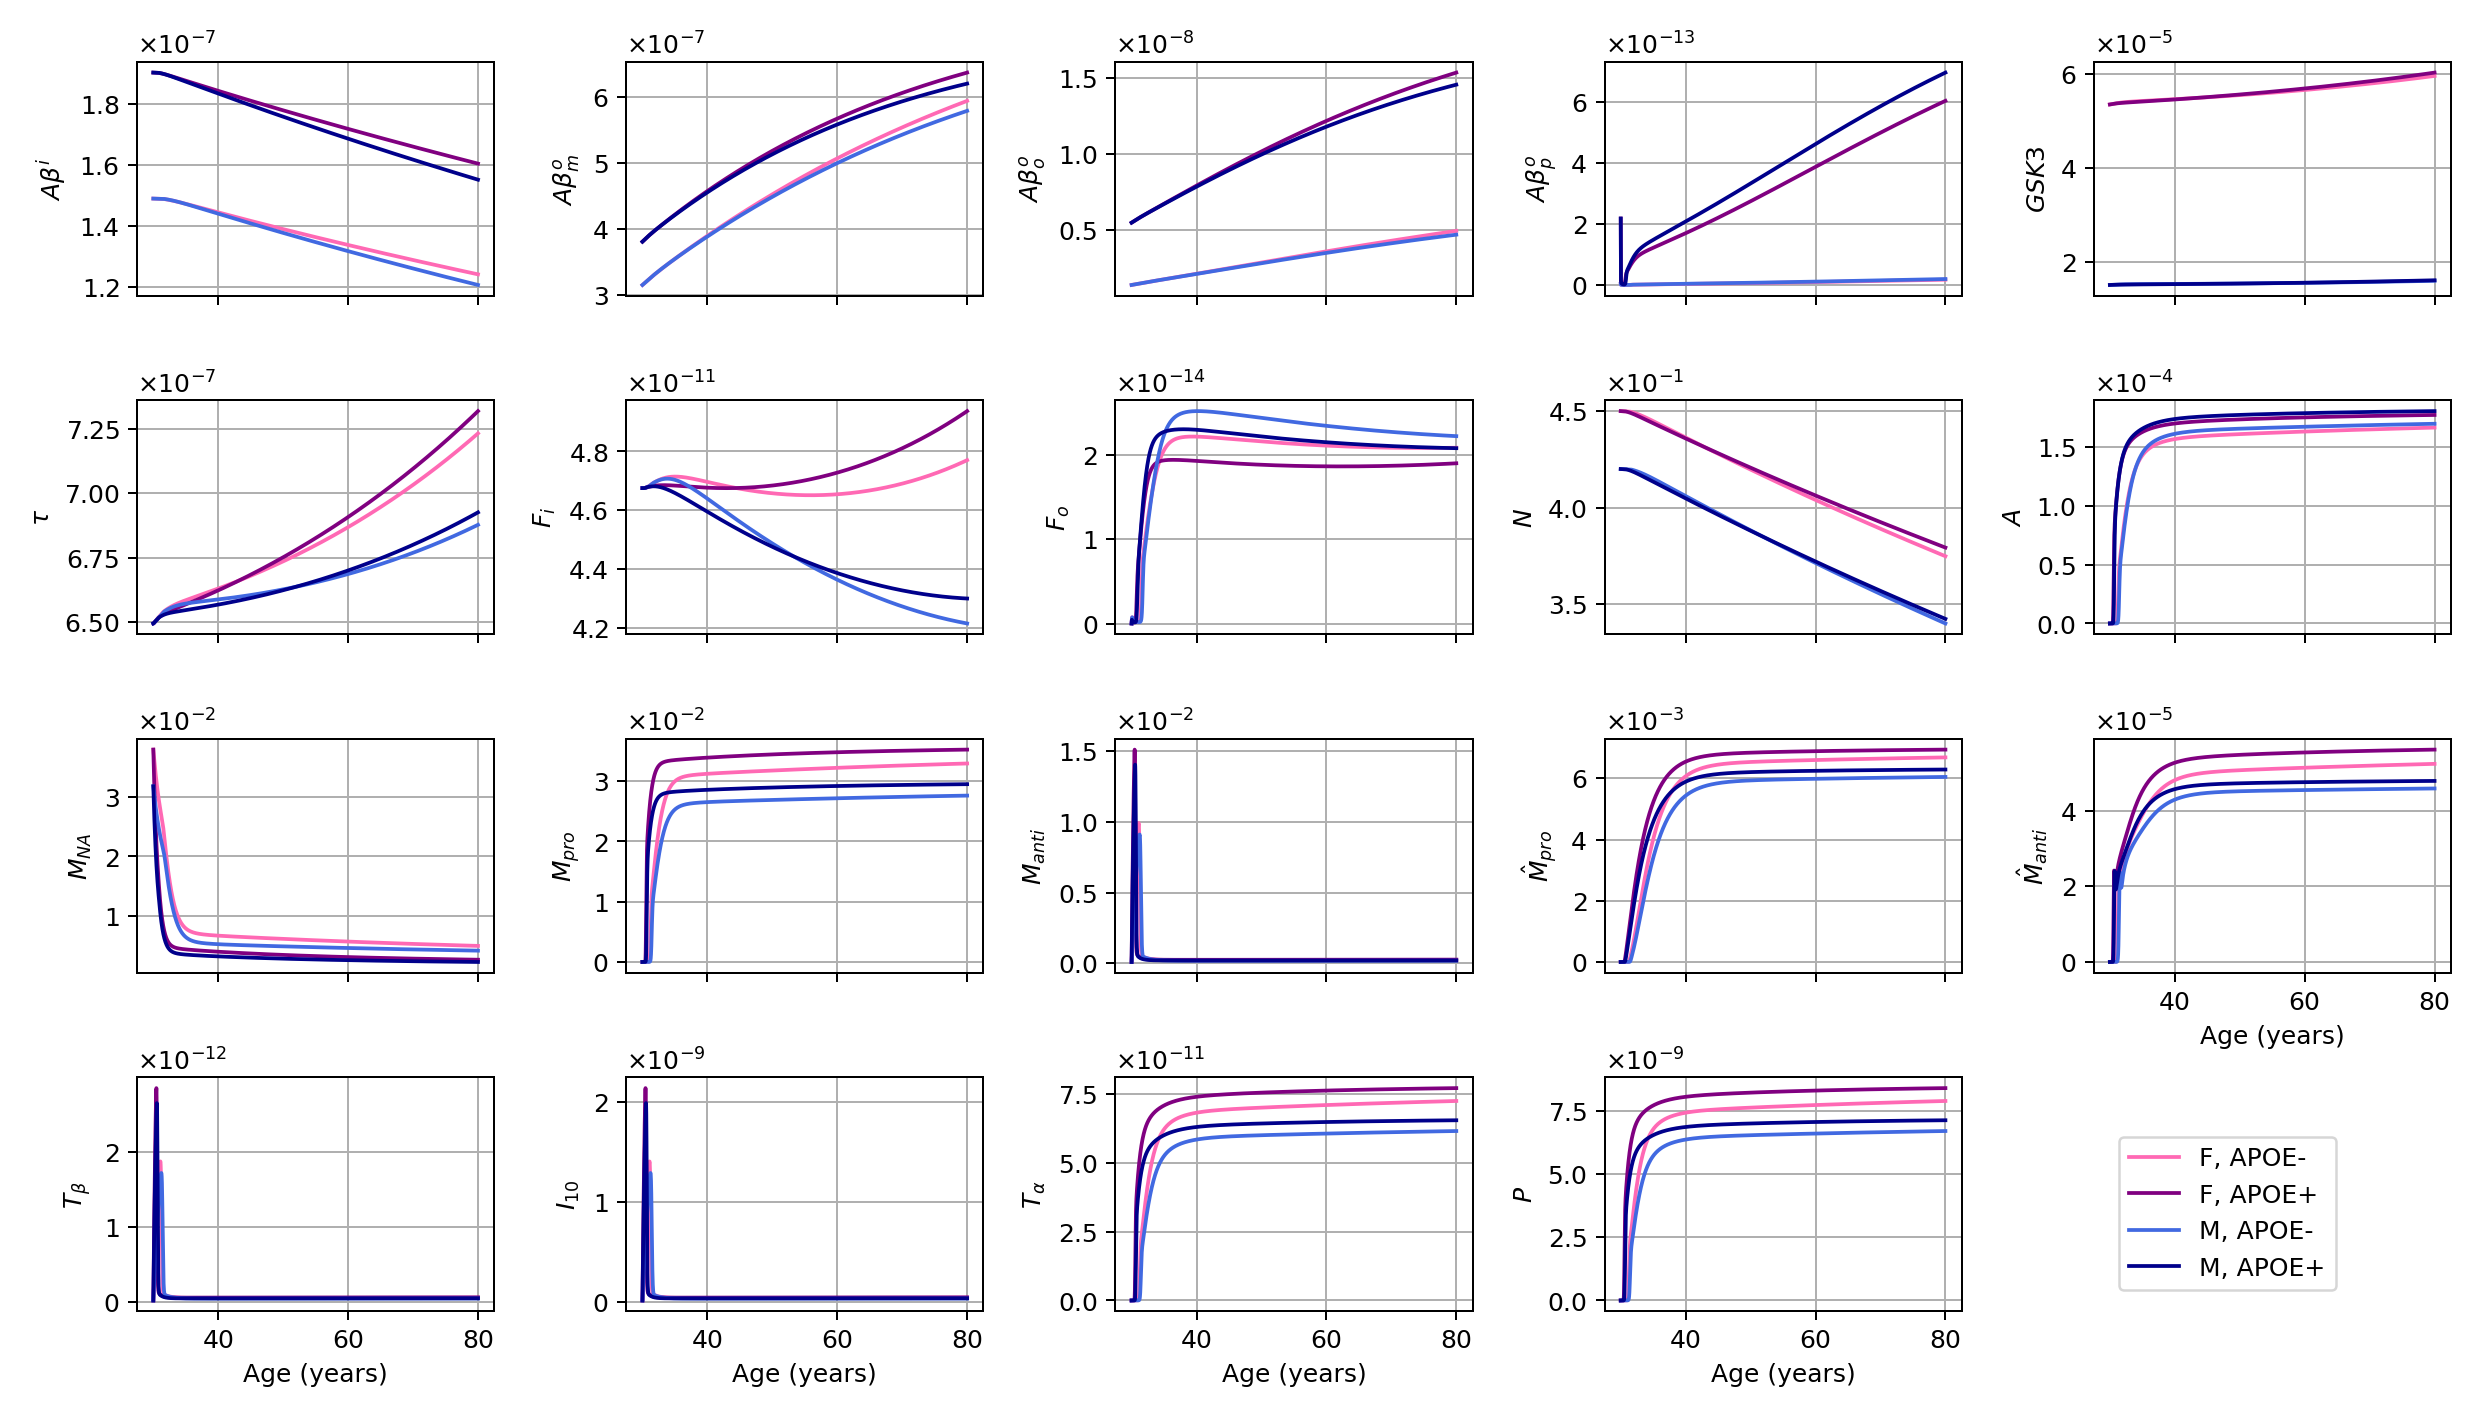 ×10⁻⁷ ×10⁻⁷ ×10⁻⁸ ×10⁻¹³ ×10⁻⁵
Aβⁱ 1.8 1.6 1.4 1.2
Aβₘᵒ 6 5 4 3
Aβₒᵒ 1.5 1.0 0.5
Aβₚᵒ 6 4 2 0
GSK3 6 4 2
×10⁻⁷ ×10⁻¹¹ ×10⁻¹⁴ ×10⁻¹ ×10⁻⁴
τ 7.25 7.00 6.75 6.50
Fᵢ 4.8 4.6 4.4 4.2
Fₒ 2 1 0
N 4.5 4.0 3.5
A 1.5 1.0 0.5 0.0
×10⁻² ×10⁻² ×10⁻² ×10⁻³ ×10⁻⁵
M_NA 3 2 1
M_pro 3 2 1 0
M_anti 1.5 1.0 0.5 0.0
M̂_pro 6 4 2 0
M̂_anti 4 2 0
40 60 80
Age (years)
×10⁻¹² ×10⁻⁹ ×10⁻¹¹ ×10⁻⁹
T_β 2 1 0
I₁₀ 2 1 0
T_α 7.5 5.0 2.5 0.0
P 7.5 5.0 2.5 0.0
40 60 80 40 60 80 40 60 80 40 60 80
Age (years) Age (years) Age (years) Age (years)
F, APOE-
F, APOE+
M, APOE-
M, APOE+